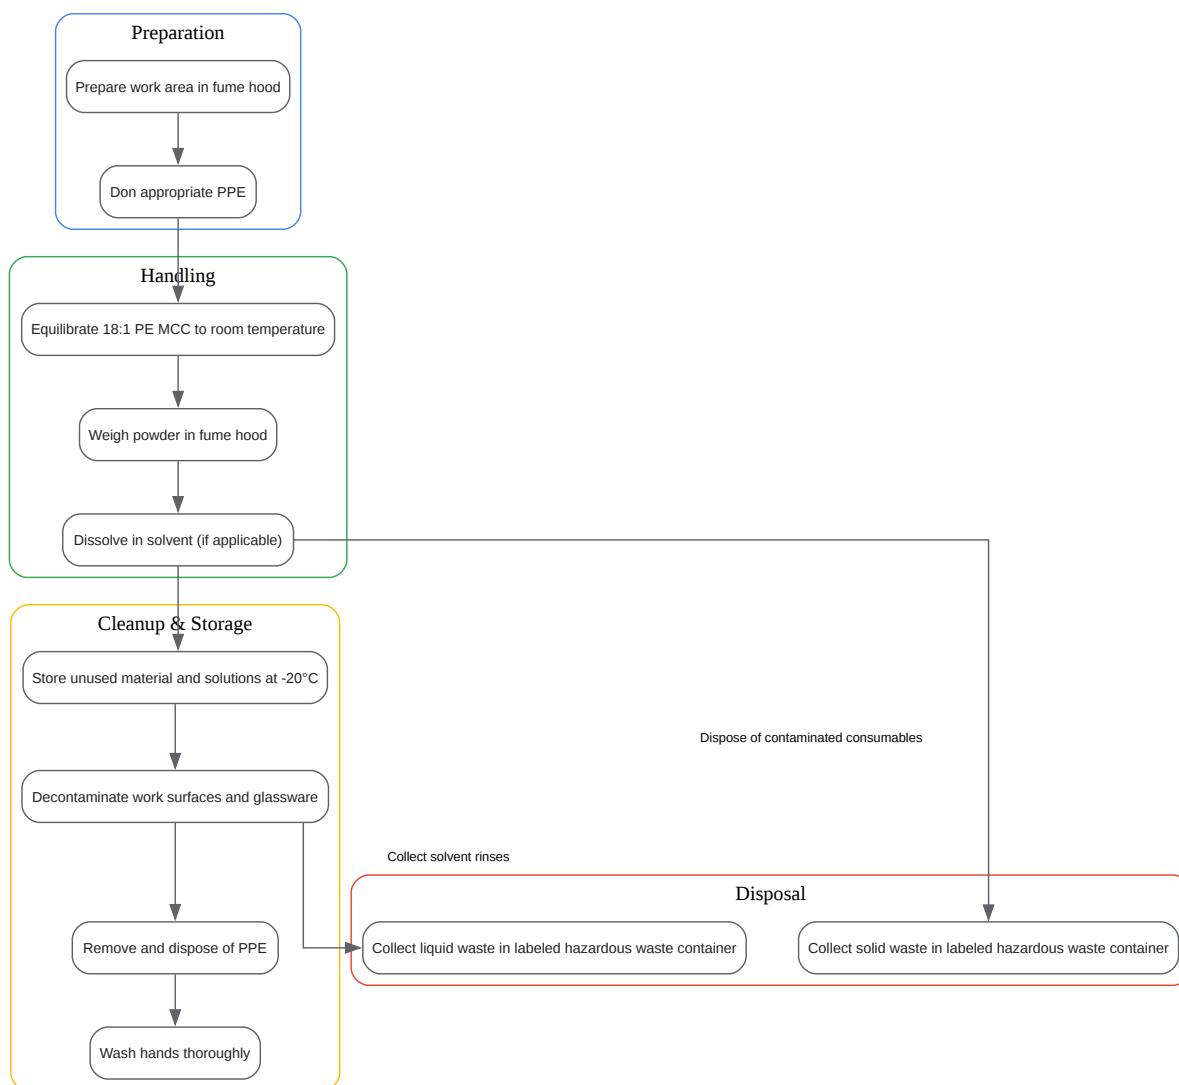 Preparation
Prepare work area in fume hood
Don appropriate PPE
Handling
Equilibrate 18:1 PE MCC to room temperature
Weigh powder in fume hood
Dissolve in solvent (if applicable)
Cleanup & Storage
Store unused material and solutions at -20°C
Dispose of contaminated consumables
Decontaminate work surfaces and glassware
Collect solvent rinses
Disposal
Remove and dispose of PPE
Collect liquid waste in labeled hazardous waste container
Collect solid waste in labeled hazardous waste container
Wash hands thoroughly